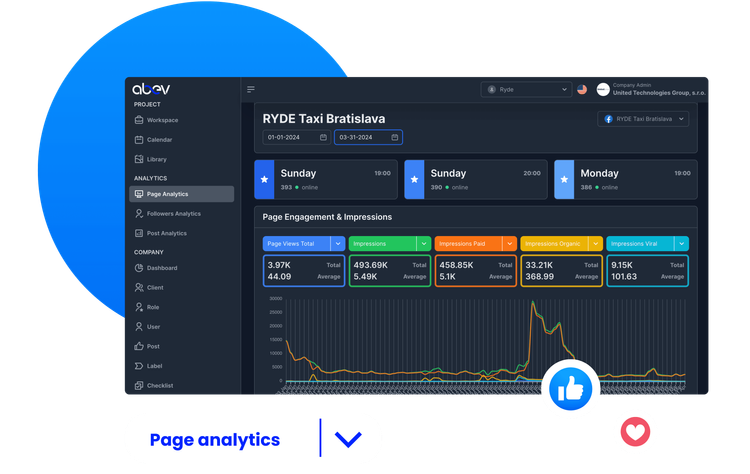 abev
PROJECT
Workspace
Calendar
Library
ANALYTICS
Page Analytics
Followers Analytics
Post Analytics
COMPANY
Dashboard
Client
Role
User
Post
Label
Checklist
Ryde
Company Admin
United Technologies Group, s.r.o.
RYDE Taxi Bratislava
01-01-2024
03-31-2024
RYDE Taxi Bratislava
Sunday 19:00
393 online
Sunday 20:00
390 online
Monday 19:00
386 online
Page Engagement & Impressions
Page Views Total
3.97K Total
44.09 Average
Impressions
493.69K Total
5.49K Average
Impressions Paid
458.85K Total
5.1K Average
Impressions Organic
33.21K Total
368.99 Average
Impressions Viral
9.15K Total
101.63 Average
30000
25000
20000
15000
10000
5000
0
Page analytics